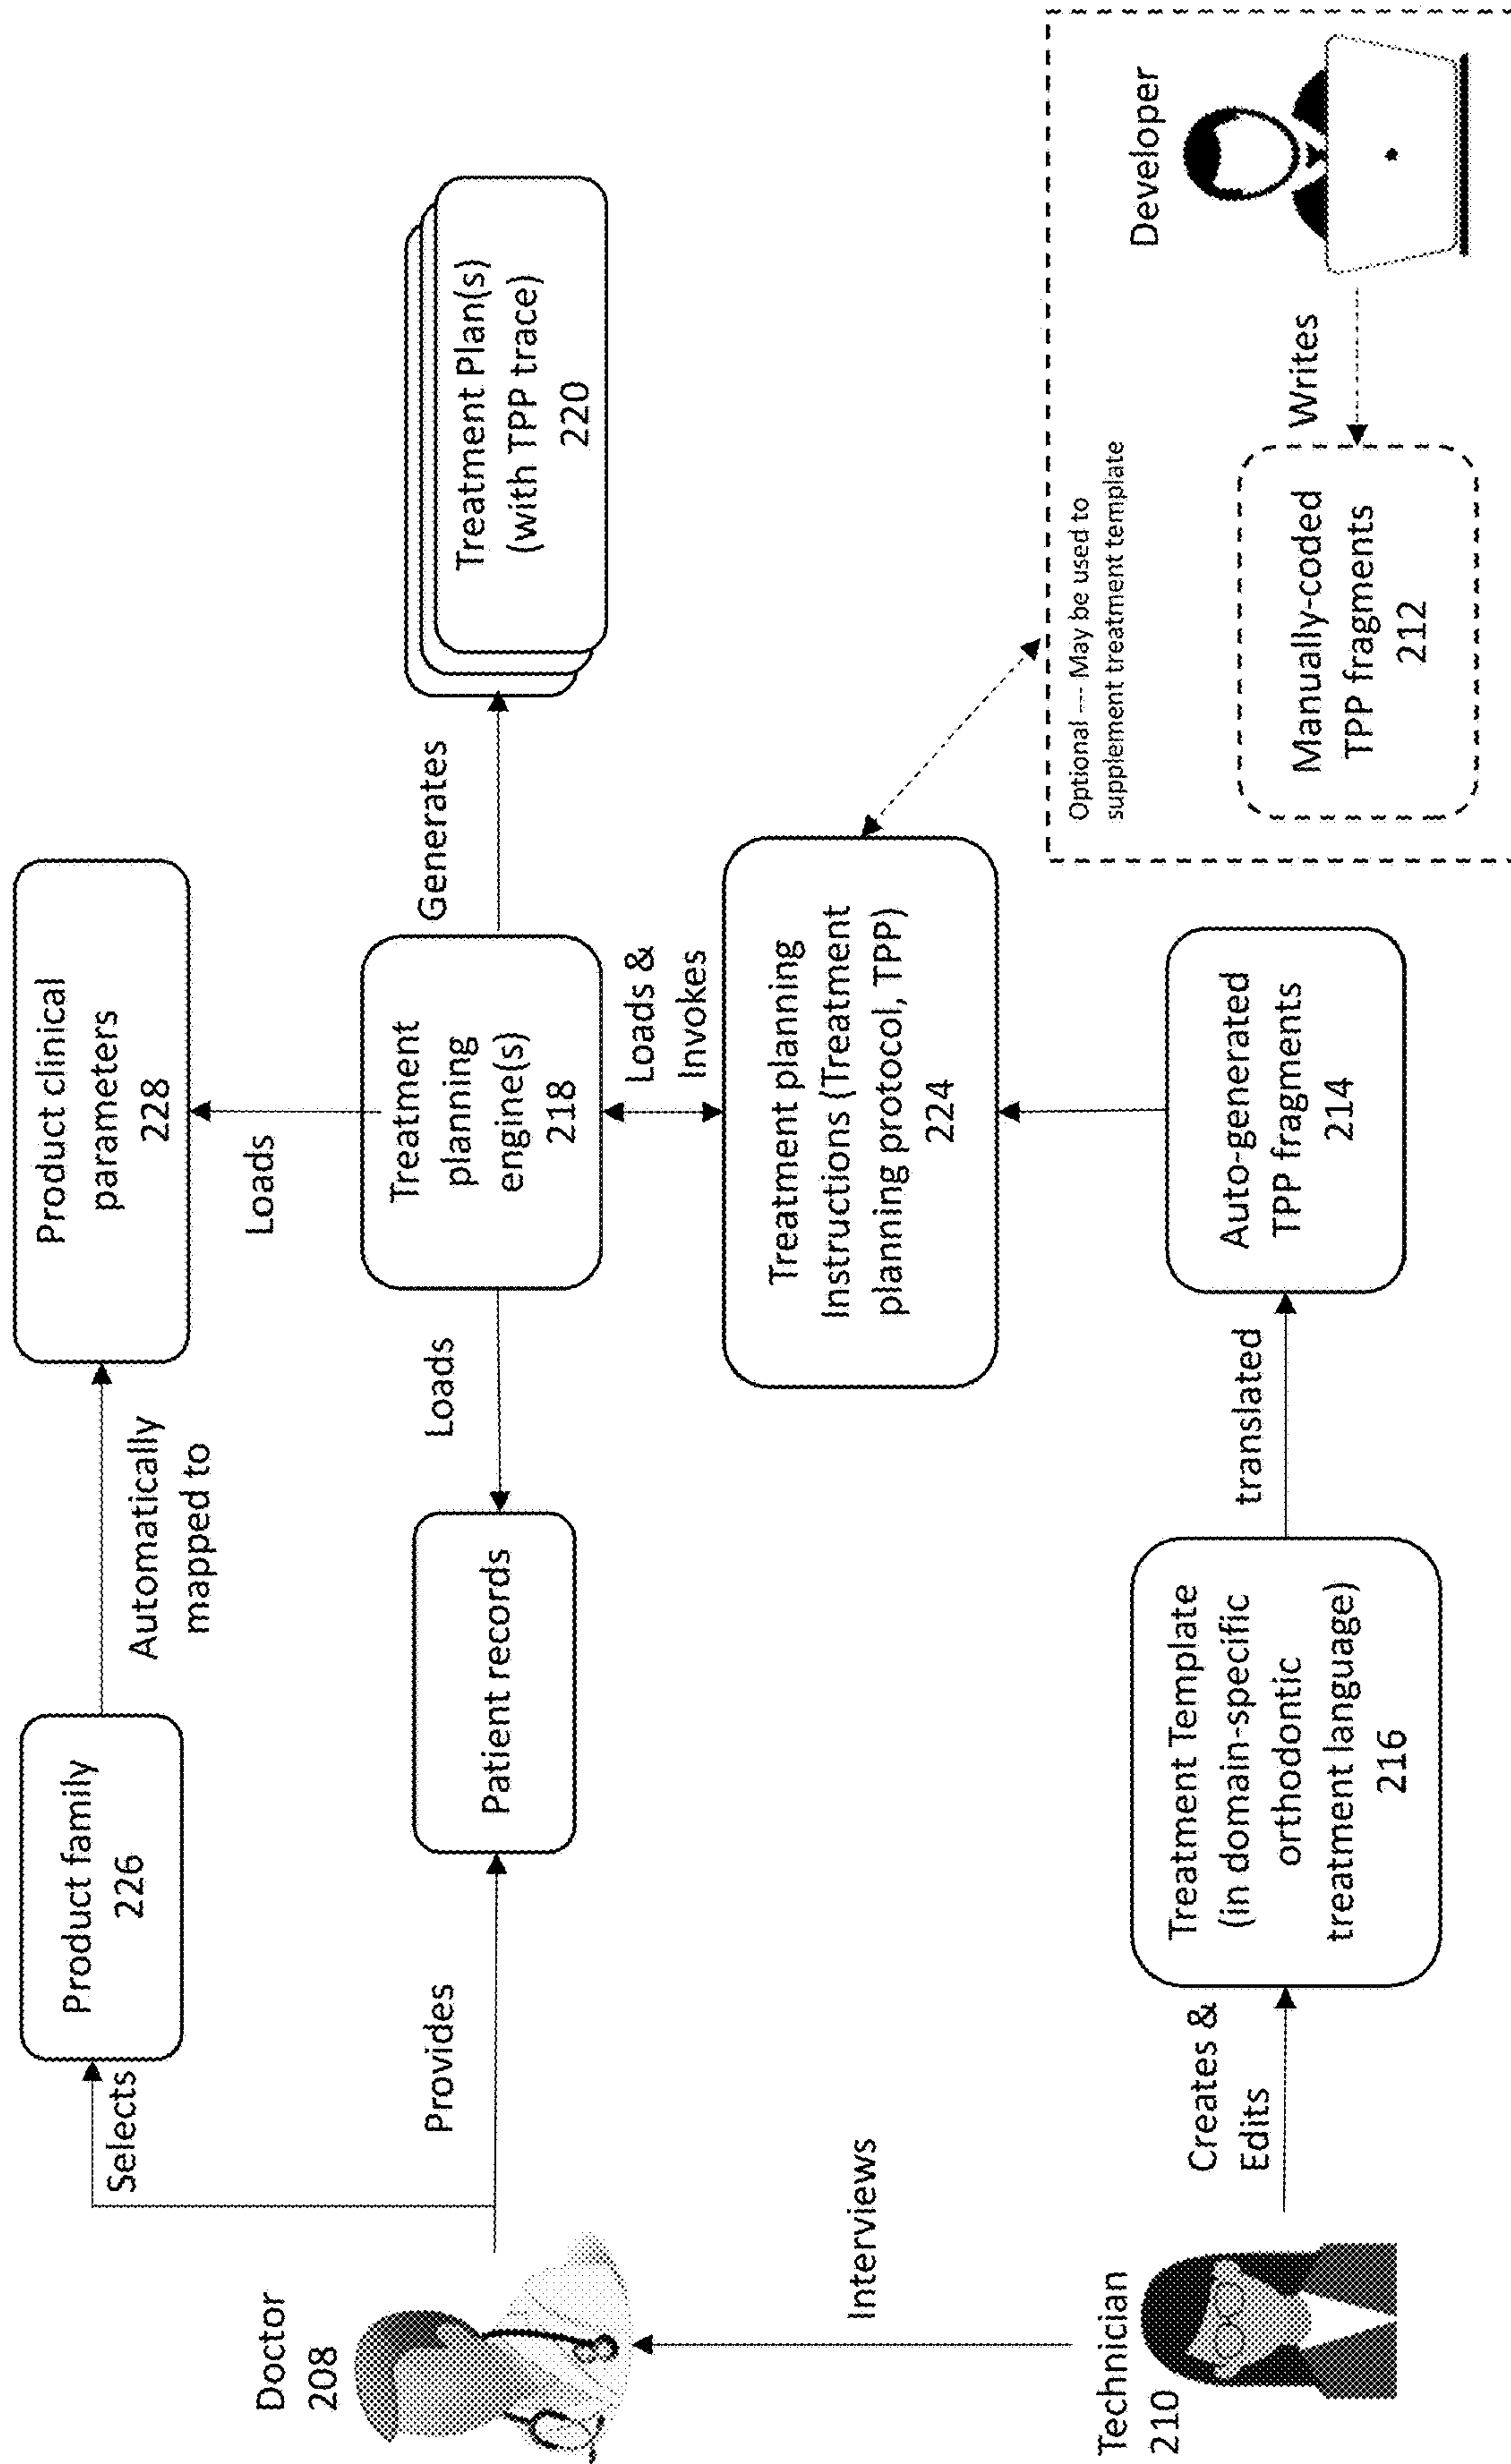 Doctor
208
Selects
Product family
226
Automatically
mapped to
Product clinical
parameters
228
Provides
Patient records
Loads
Loads
Treatment
planning
engine(s)
218
Generates
Treatment Plan(s)
(with TPP trace)
220
Interviews
Loads &
Invokes
Treatment planning
Instructions (Treatment
planning protocol, TPP)
224
Technician
210
Creates &
Edits
Treatment Template
(in domain-specific
orthodontic
treatment language)
216
translated
Auto-generated
TPP fragments
214
Optional --- May be used to
supplement treatment template
Manually-coded
TPP fragments
212
Writes
Developer